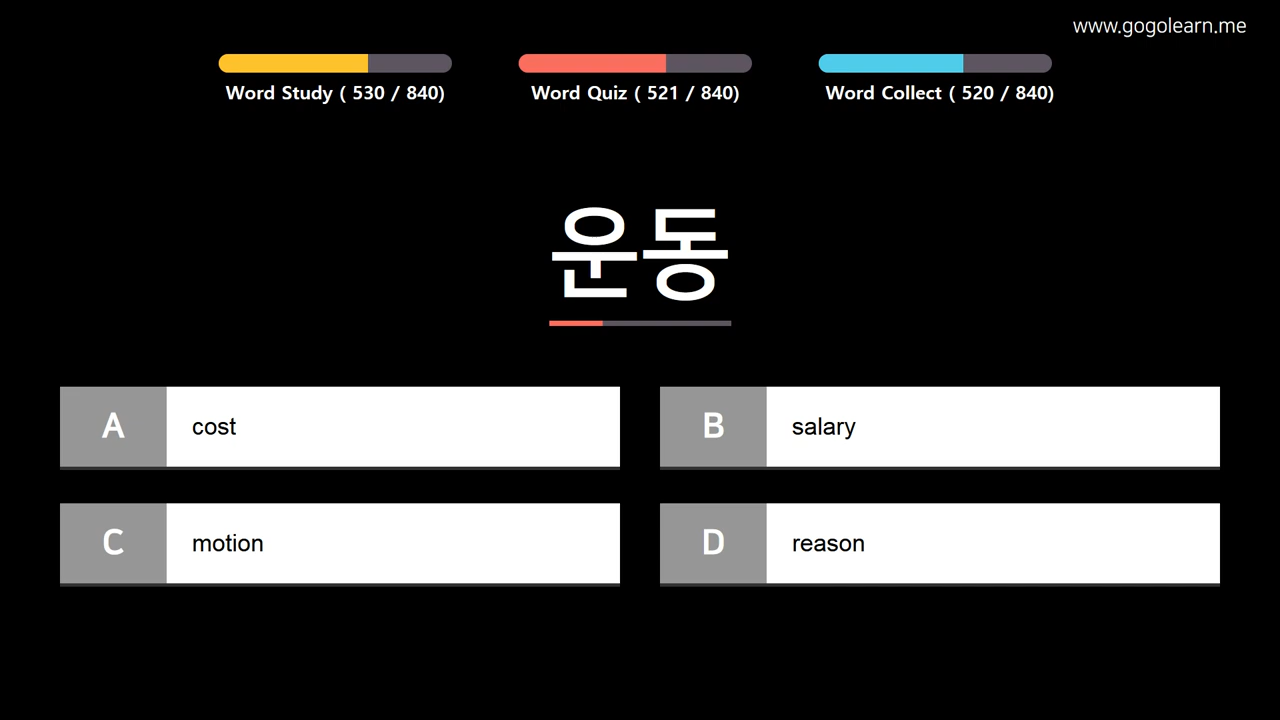 www.gogolearn.me
Word Study ( 530 / 840)
Word Quiz ( 521 / 840)
Word Collect ( 520 / 840)
운동
A cost
B salary
C motion
D reason